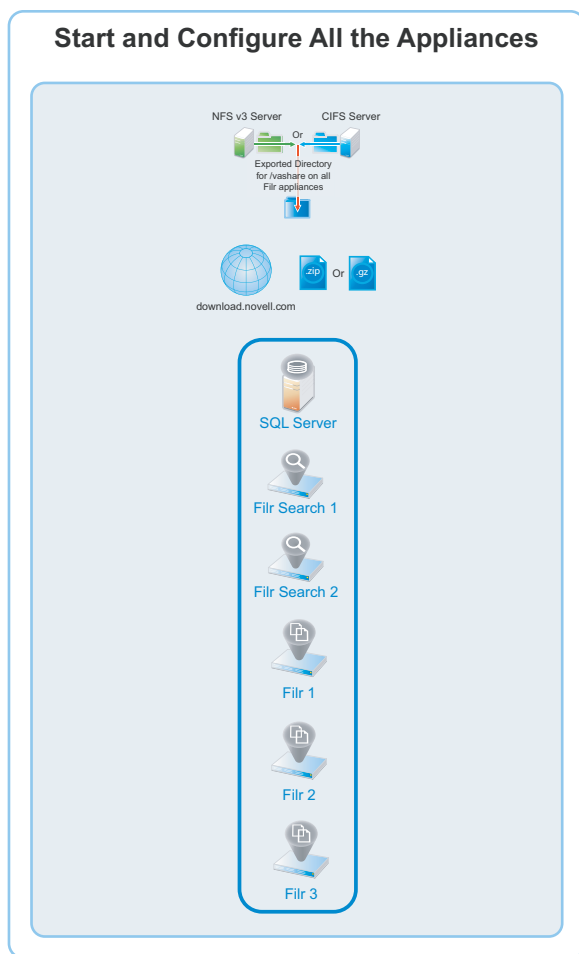 Start and Configure All the Appliances
NFS v3 Server
CIFS Server
Or
Exported Directory
for /vashare on all
Filr appliances
.zip
Or
.gz
download.novell.com
SQL Server
Filr Search 1
Filr Search 2
Filr 1
Filr 2
Filr 3